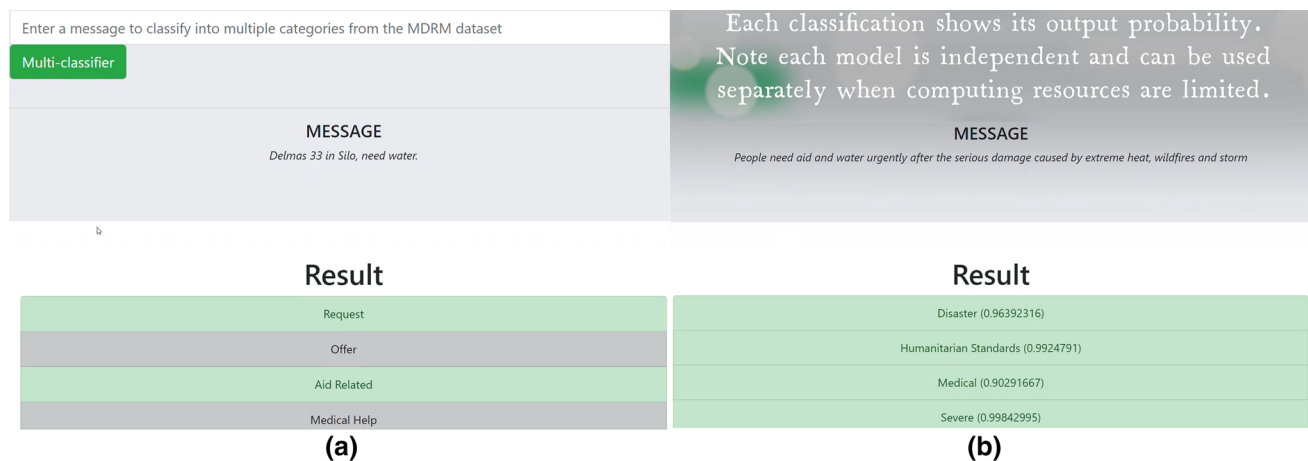 Enter a message to classify into multiple categories from the MDRM dataset
Multi-classifier
MESSAGE
Delmas 33 in Silo, need water.
Result
Request
Offer
Aid Related
Medical Help
(a)
Each classification shows its output probability.
Note each model is independent and can be used
separately when computing resources are limited.
MESSAGE
People need aid and water urgently after the serious damage caused by extreme heat, wildfires and storm
Result
Disaster (0.96392316)
Humanitarian Standards (0.9924791)
Medical (0.90291667)
Severe (0.99842995)
(b)